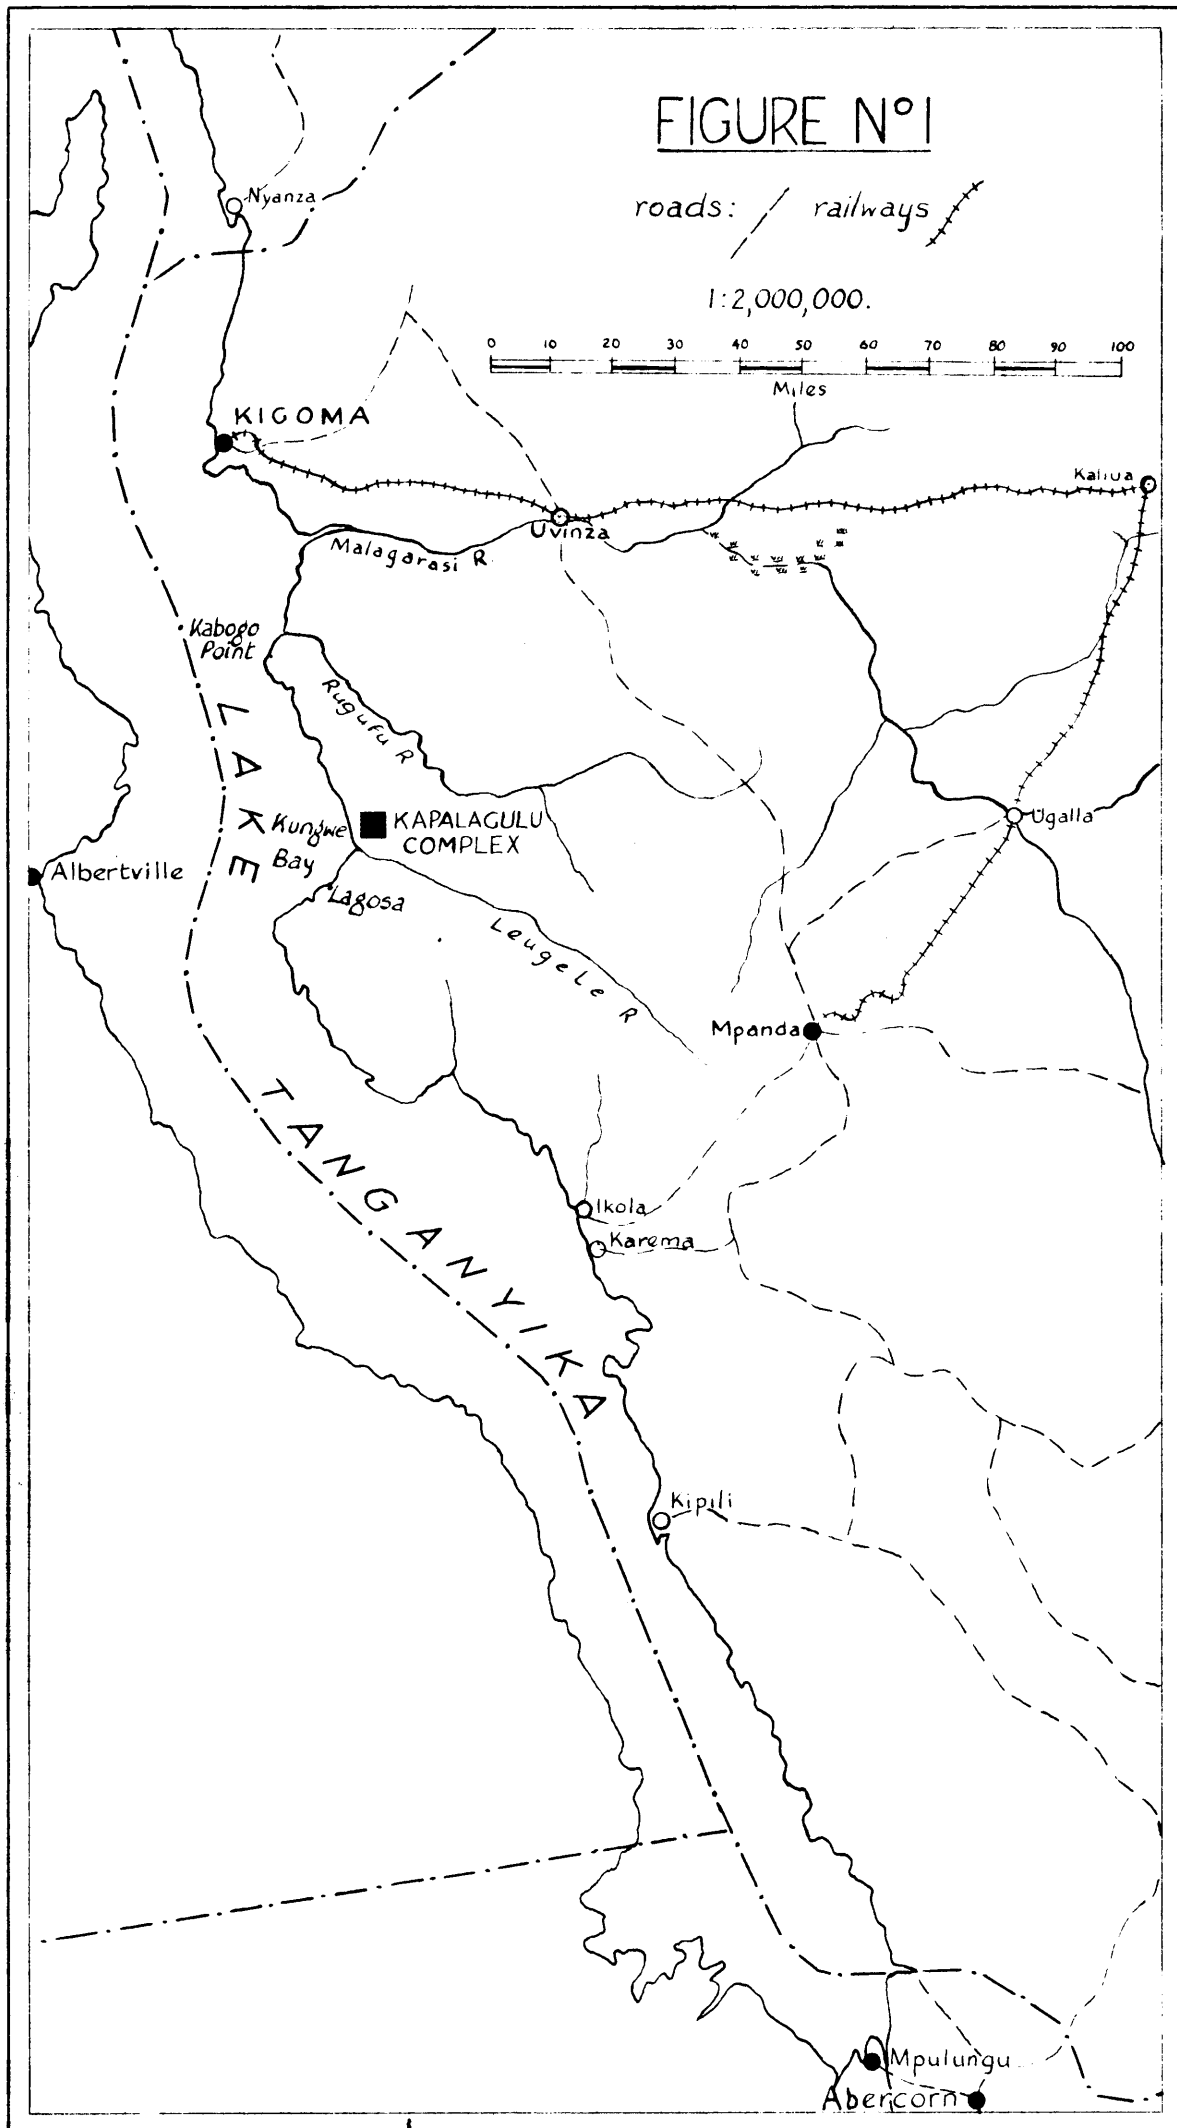 FIGURE Nº1
roads: railways
1:2,000,000.
0 10 20 30 40 50 60 70 80 90 100
Miles
Nyanza
KIGOMA
Kaliua
Uvinza
Malagarasi R.
Kabogo
Point
Rugufu R
LAKE
Kungwe
Bay
KAPALAGULU
COMPLEX
Ugalla
Albertville
Lagosa
Leugele R
Mpanda
TANGANYIKA
Ikola
Karema
Kipili
Mpulungu
Abercorn